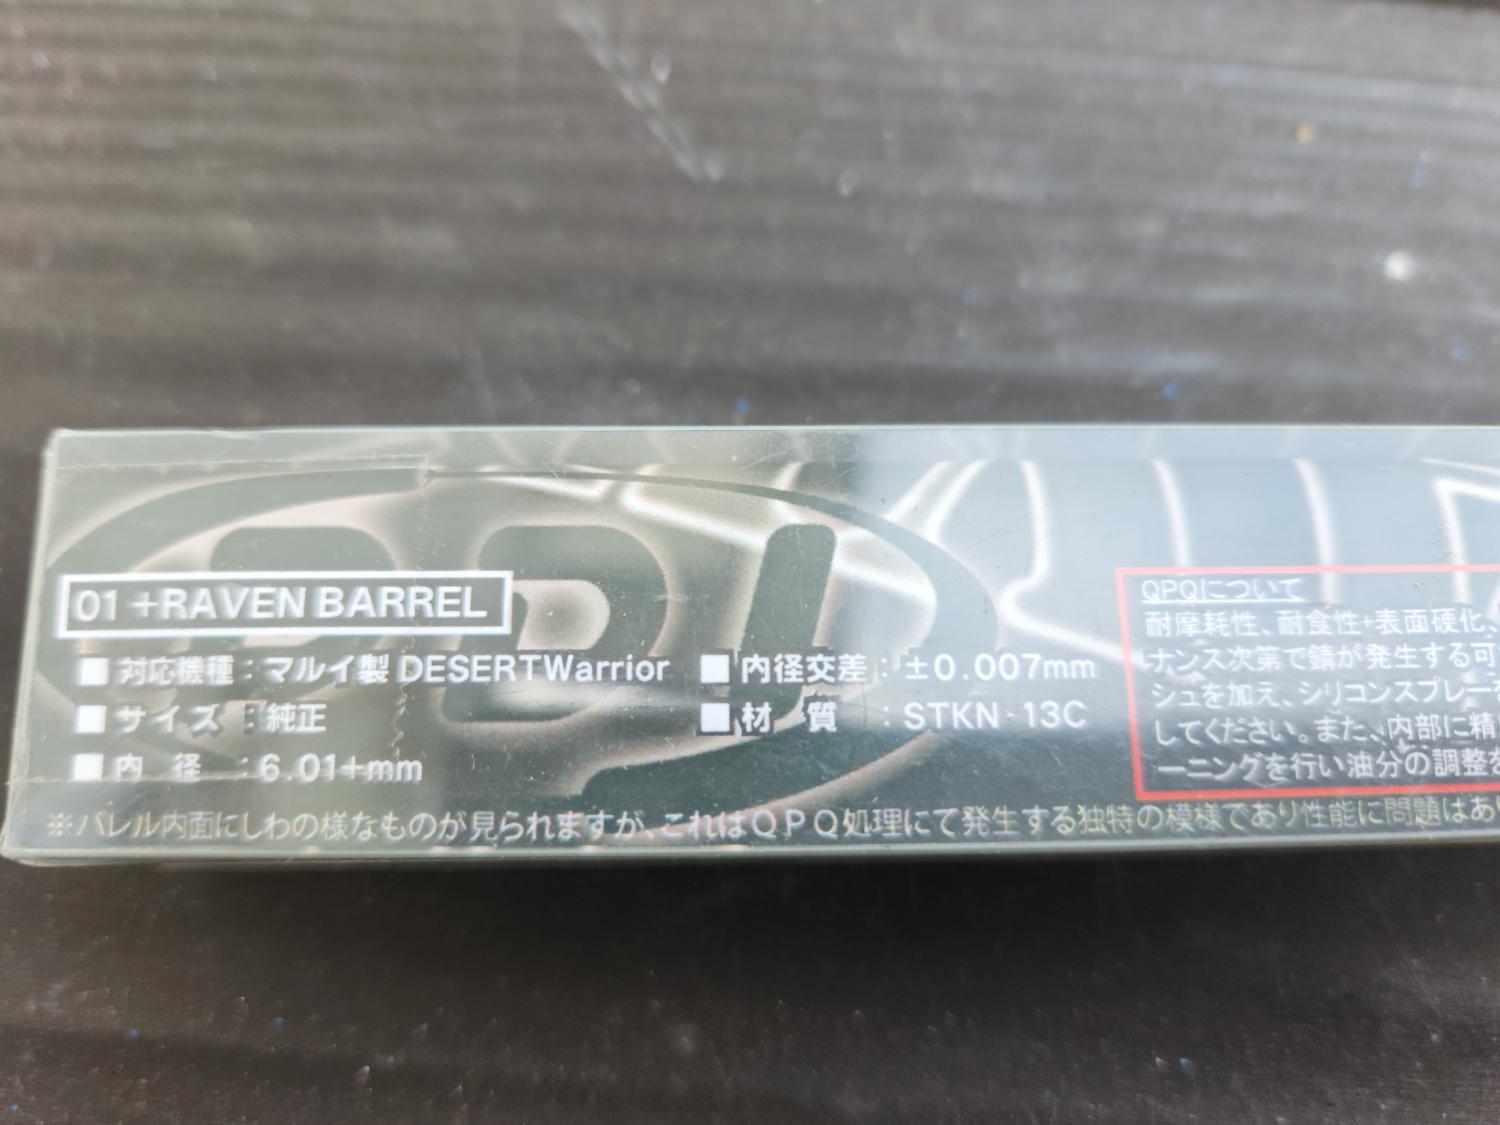 PDI
01+RAVEN BARREL
■対応機種：マルイ製 DESERTWarrior
■サイズ：純正
■内　径：6.01+mm
■内径交差：±0.007mm
■材　質：STKN-13C
QPQについて
耐摩耗性、耐食性+表面硬化、
ナンス次第で錆が発生する可
シュを加え、シリコンスプレー
してください。また、内部に精
ーニングを行い油分の調整を
※バレル内面にしわの様なものが見られますが、これはＱＰＱ処理にて発生する独特の模様であり性能に問題はあ